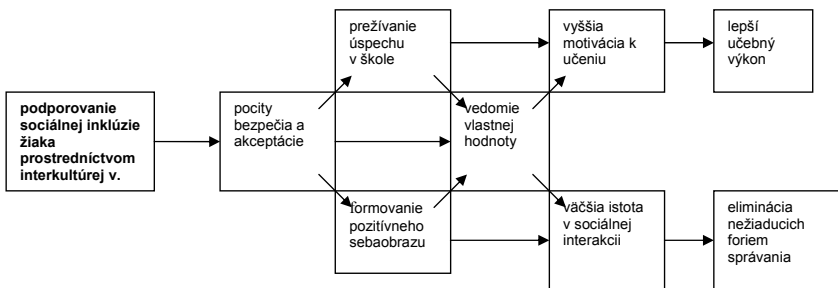 podporovanie
sociálnej inklúzie
žiaka
prostredníctvom
interkultúrej v.
pocity
bezpečia a
akceptácie
prežívanie
úspechu
v škole
formovanie
pozitívneho
sebaobrazu
vedomie
vlastnej
hodnoty
vyššia
motivácia k
učeniu
väčšia istota
v sociálnej
interakcii
lepší
učebný
výkon
eliminácia
nežiaducich
foriem
správania